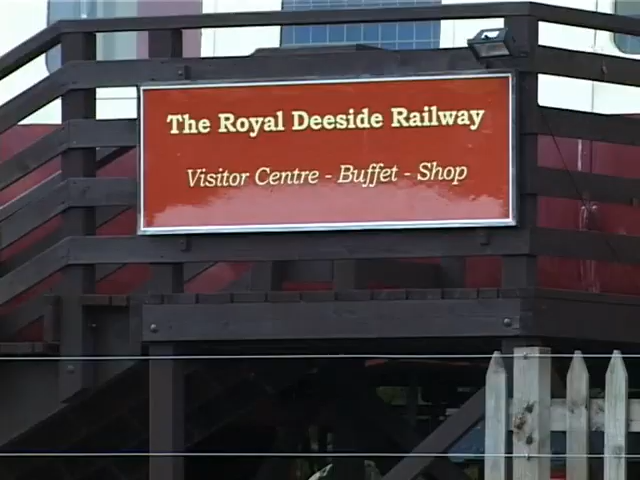 The Royal Deeside Railway
Visitor Centre - Buffet - Shop